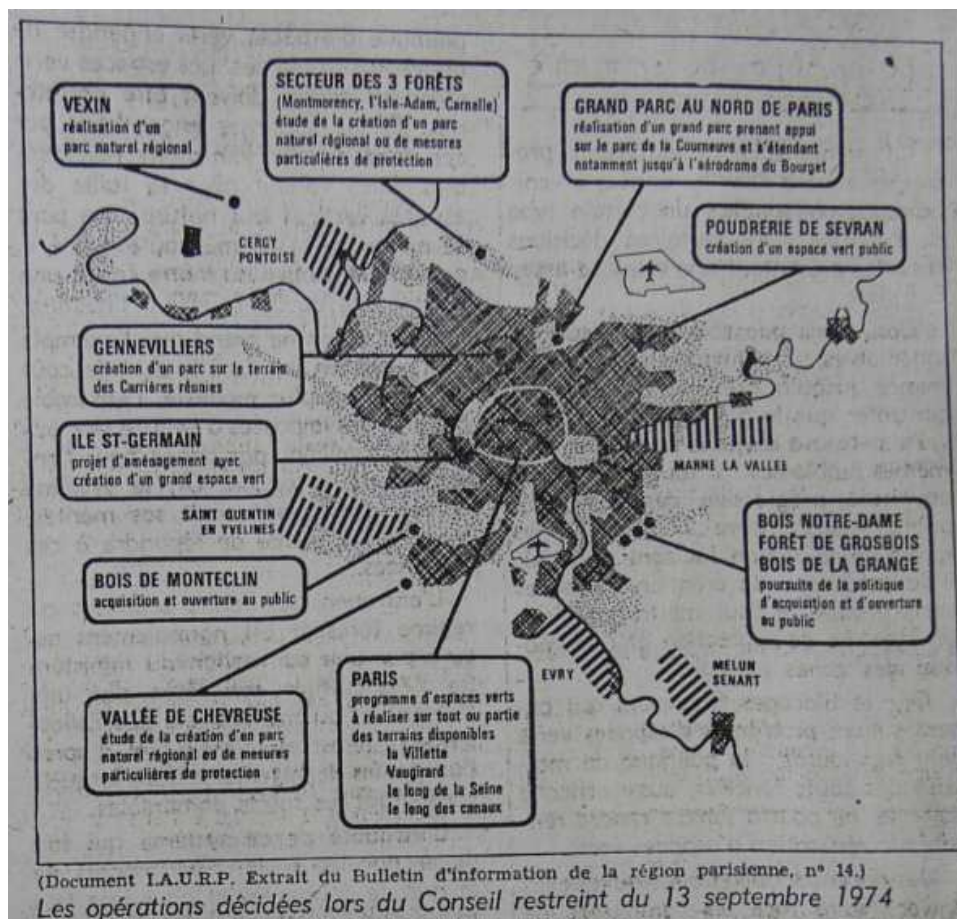 VEXIN
réalisation d'un
parc naturel régional
SECTEUR DES 3 FORÊTS
(Montmorency, l'Isle-Adam, Carnelle)
étude de la création d'un parc
naturel régional ou de mesures
particulières de protection
GRAND PARC AU NORD DE PARIS
réalisation d'un grand parc prenant appui
sur le parc de la Courneuve et s'étendant
notamment jusqu'à l'aérodrome du Bourget
POUDRERIE DE SEVRAN
création d'un espace vert public
CERGY
PONTOISE
GENNEVILLIERS
création d'un parc sur le terrain
des Carrières réunies
ILE ST-GERMAIN
projet d'aménagement avec
création d'un grand espace vert
MARNE LA VALLEE
SAINT QUENTIN
EN YVELINES
BOIS NOTRE-DAME
FORÊT DE GROSBOIS
BOIS DE LA GRANGE
poursuite de la politique
d'acquisition et d'ouverture
au public
BOIS DE MONTECLIN
acquisition et ouverture au public
EVRY
MELUN
SENART
VALLÉE DE CHEVREUSE
étude de la création d'un parc
naturel régional ou de mesures
particulières de protection
PARIS
programme d'espaces verts
à réaliser sur tout ou partie
des terrains disponibles
la Villette
Vaugirard
le long de la Seine
le long des canaux
(Document I.A.U.R.P. Extrait du Bulletin d'information de la région parisienne, n° 14.)
Les opérations décidées lors du Conseil restreint du 13 septembre 1974